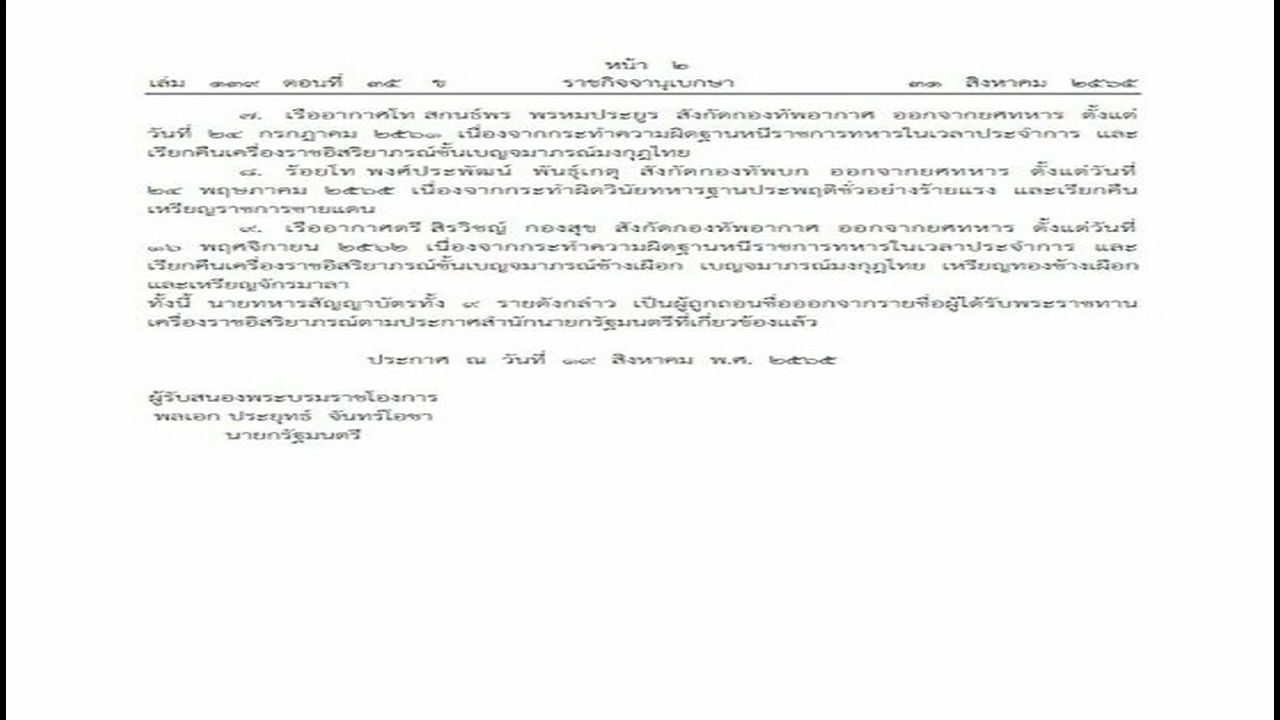 หน้า ๒
เล่ม ๑๓๙ ตอนที่ ๓๕ ข ราชกิจจานุเบกษา ๓๑ สิงหาคม ๒๕๖๕
๗. เรืออากาศโท สกนธ์พร พรหมประยูร สังกัดกองทัพอากาศ ออกจากยศทหาร ตั้งแต่
วันที่ ๒๔ กรกฎาคม ๒๕๖๑ เนื่องจากกระทำความผิดฐานหนีราชการทหารในเวลาประจำการ และ
เรียกคืนเครื่องราชอิสริยาภรณ์ชั้นเบญจมาภรณ์มงกุฎไทย
๘. ร้อยโท พงศ์ประพัฒน์ พันธุ์เกตุ สังกัดกองทัพบก ออกจากยศทหาร ตั้งแต่วันที่
๒๔ พฤษภาคม ๒๕๖๕ เนื่องจากกระทำผิดวินัยทหารฐานประพฤติชั่วอย่างร้ายแรง และเรียกคืน
เหรียญราชการชายแดน
๙. เรืออากาศตรี สิรวิชญ์ กองสุข สังกัดกองทัพอากาศ ออกจากยศทหาร ตั้งแต่วันที่
๑๖ พฤศจิกายน ๒๕๖๒ เนื่องจากกระทำความผิดฐานหนีราชการทหารในเวลาประจำการ และ
เรียกคืนเครื่องราชอิสริยาภรณ์ชั้นเบญจมาภรณ์ช้างเผือก เบญจมาภรณ์มงกุฎไทย เหรียญทองช้างเผือก
และเหรียญจักรมาลา
ทั้งนี้ นายทหารสัญญาบัตรทั้ง ๙ รายดังกล่าว เป็นผู้ถูกถอนชื่อออกจากรายชื่อผู้ได้รับพระราชทาน
เครื่องราชอิสริยาภรณ์ตามประกาศสำนักนายกรัฐมนตรีที่เกี่ยวข้องแล้ว
ประกาศ ณ วันที่ ๑๙ สิงหาคม พ.ศ. ๒๕๖๕
ผู้รับสนองพระบรมราชโองการ
พลเอก ประยุทธ์ จันทร์โอชา
นายกรัฐมนตรี